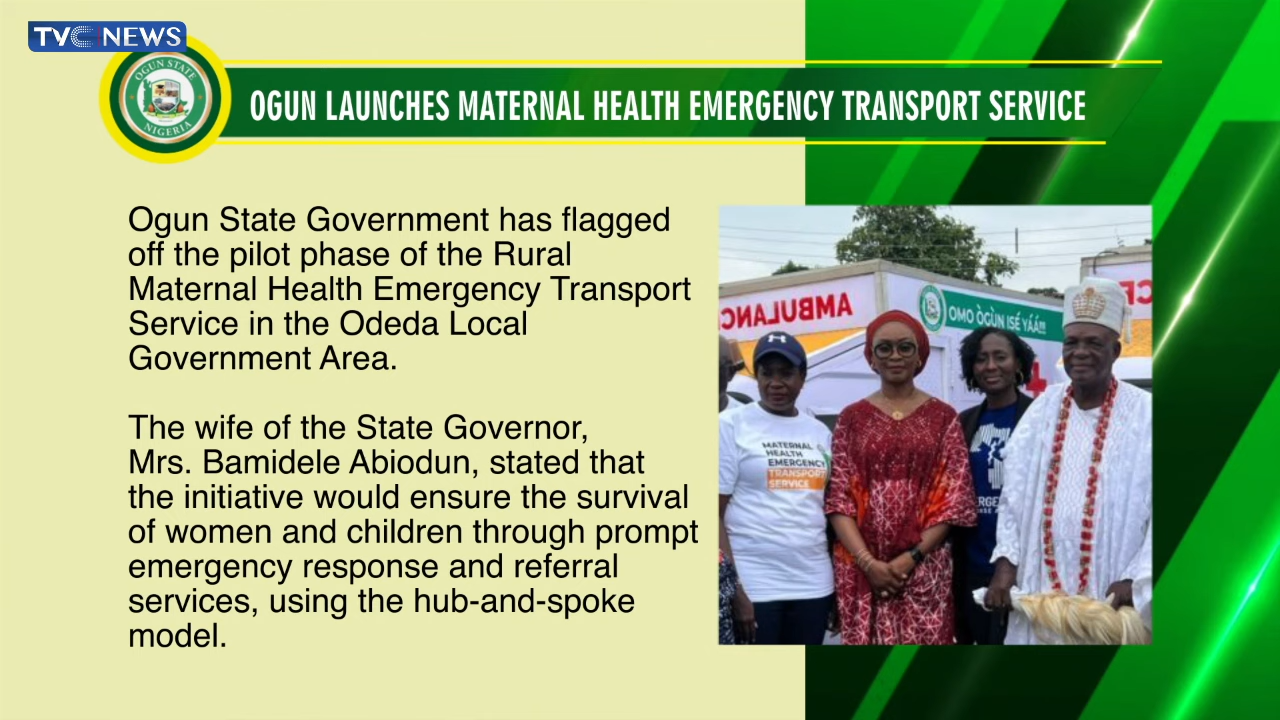 TVC NEWS
OGUN STATE
NIGERIA
OGUN LAUNCHES MATERNAL HEALTH EMERGENCY TRANSPORT SERVICE
Ogun State Government has flagged
off the pilot phase of the Rural
Maternal Health Emergency Transport
Service in the Odeda Local
Government Area.
The wife of the State Governor,
Mrs. Bamidele Abiodun, stated that
the initiative would ensure the survival
of women and children through prompt
emergency response and referral
services, using the hub-and-spoke
model.
AMBULANC
OMO ÒGÙN ISÉ YÁÁ!!!
MATERNAL
HEALTH
EMERGENCY
TRANSPORT
SERVICE